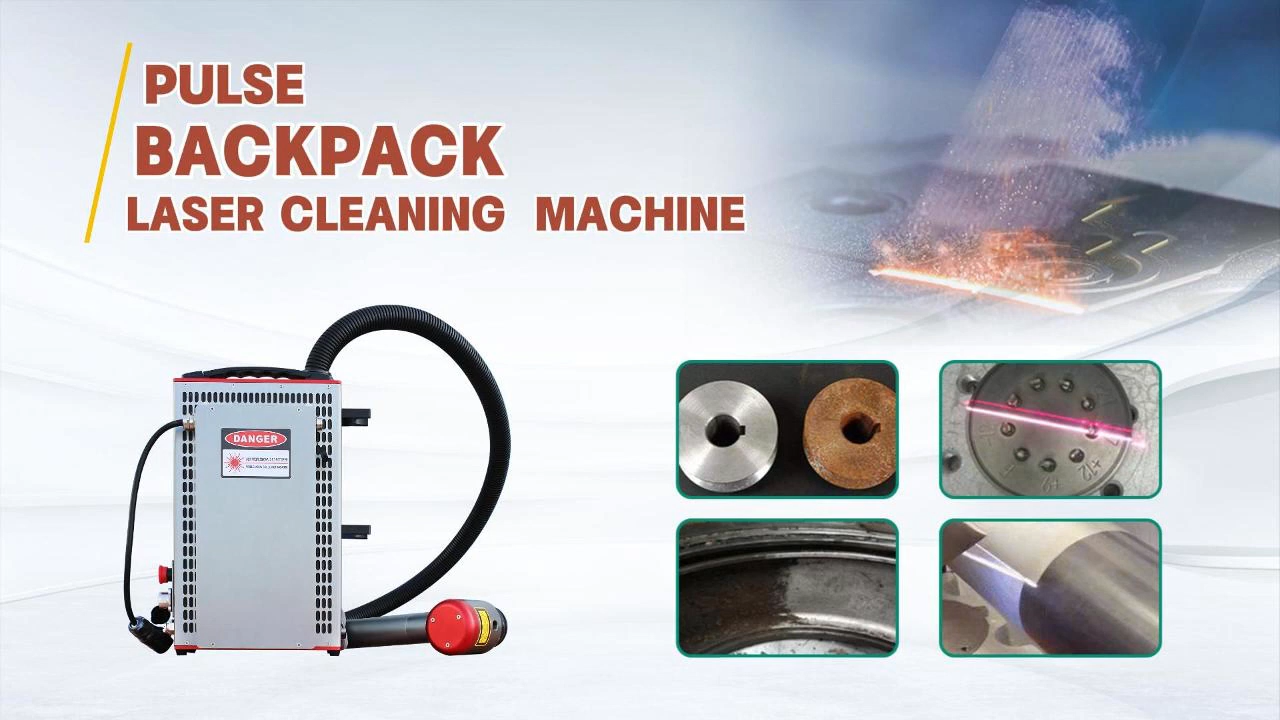 PULSE
BACKPACK
LASER CLEANING MACHINE
DANGER